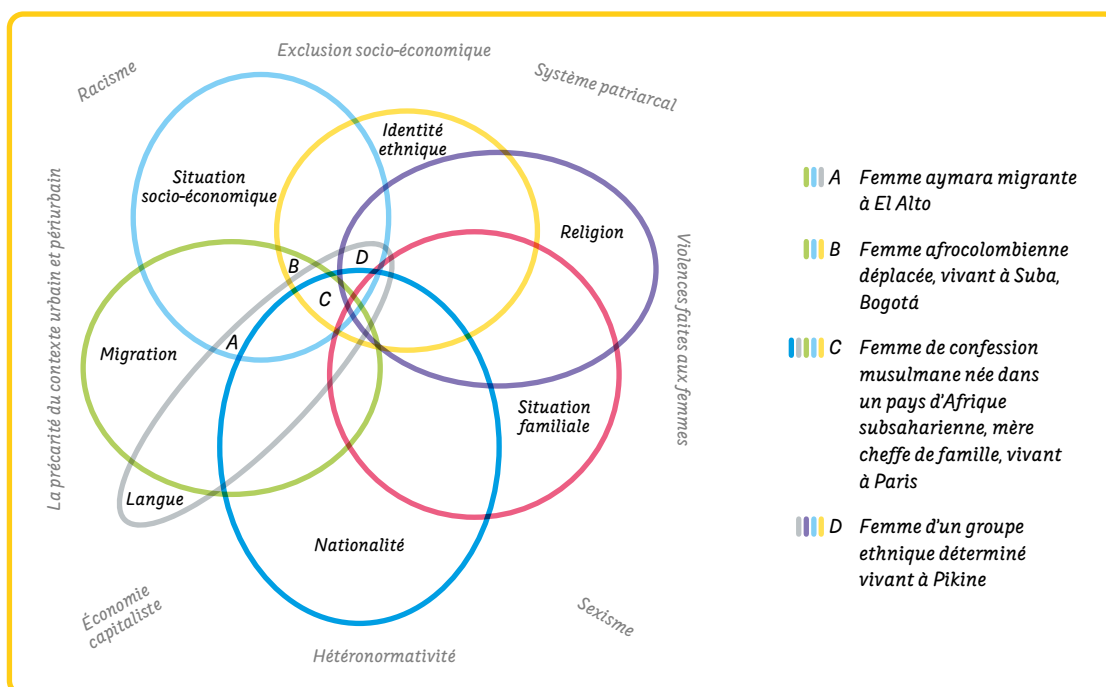 Exclusion socio-économique
Racisme
Système patriarcal
Identité
ethnique
Situation
socio-économique
Religion
La précarité du contexte urbain et périurbain
Violences faites aux femmes
B
D
C
A
Migration
Situation
familiale
Langue
Nationalité
Économie
capitaliste
Sexisme
Hétéronormativité
A Femme aymara migrante
à El Alto
B Femme afrocolombienne
déplacée, vivant à Suba,
Bogotá
C Femme de confession
musulmane née dans
un pays d'Afrique
subsaharienne, mère
cheffe de famille, vivant
à Paris
D Femme d'un groupe
ethnique déterminé
vivant à Pikine